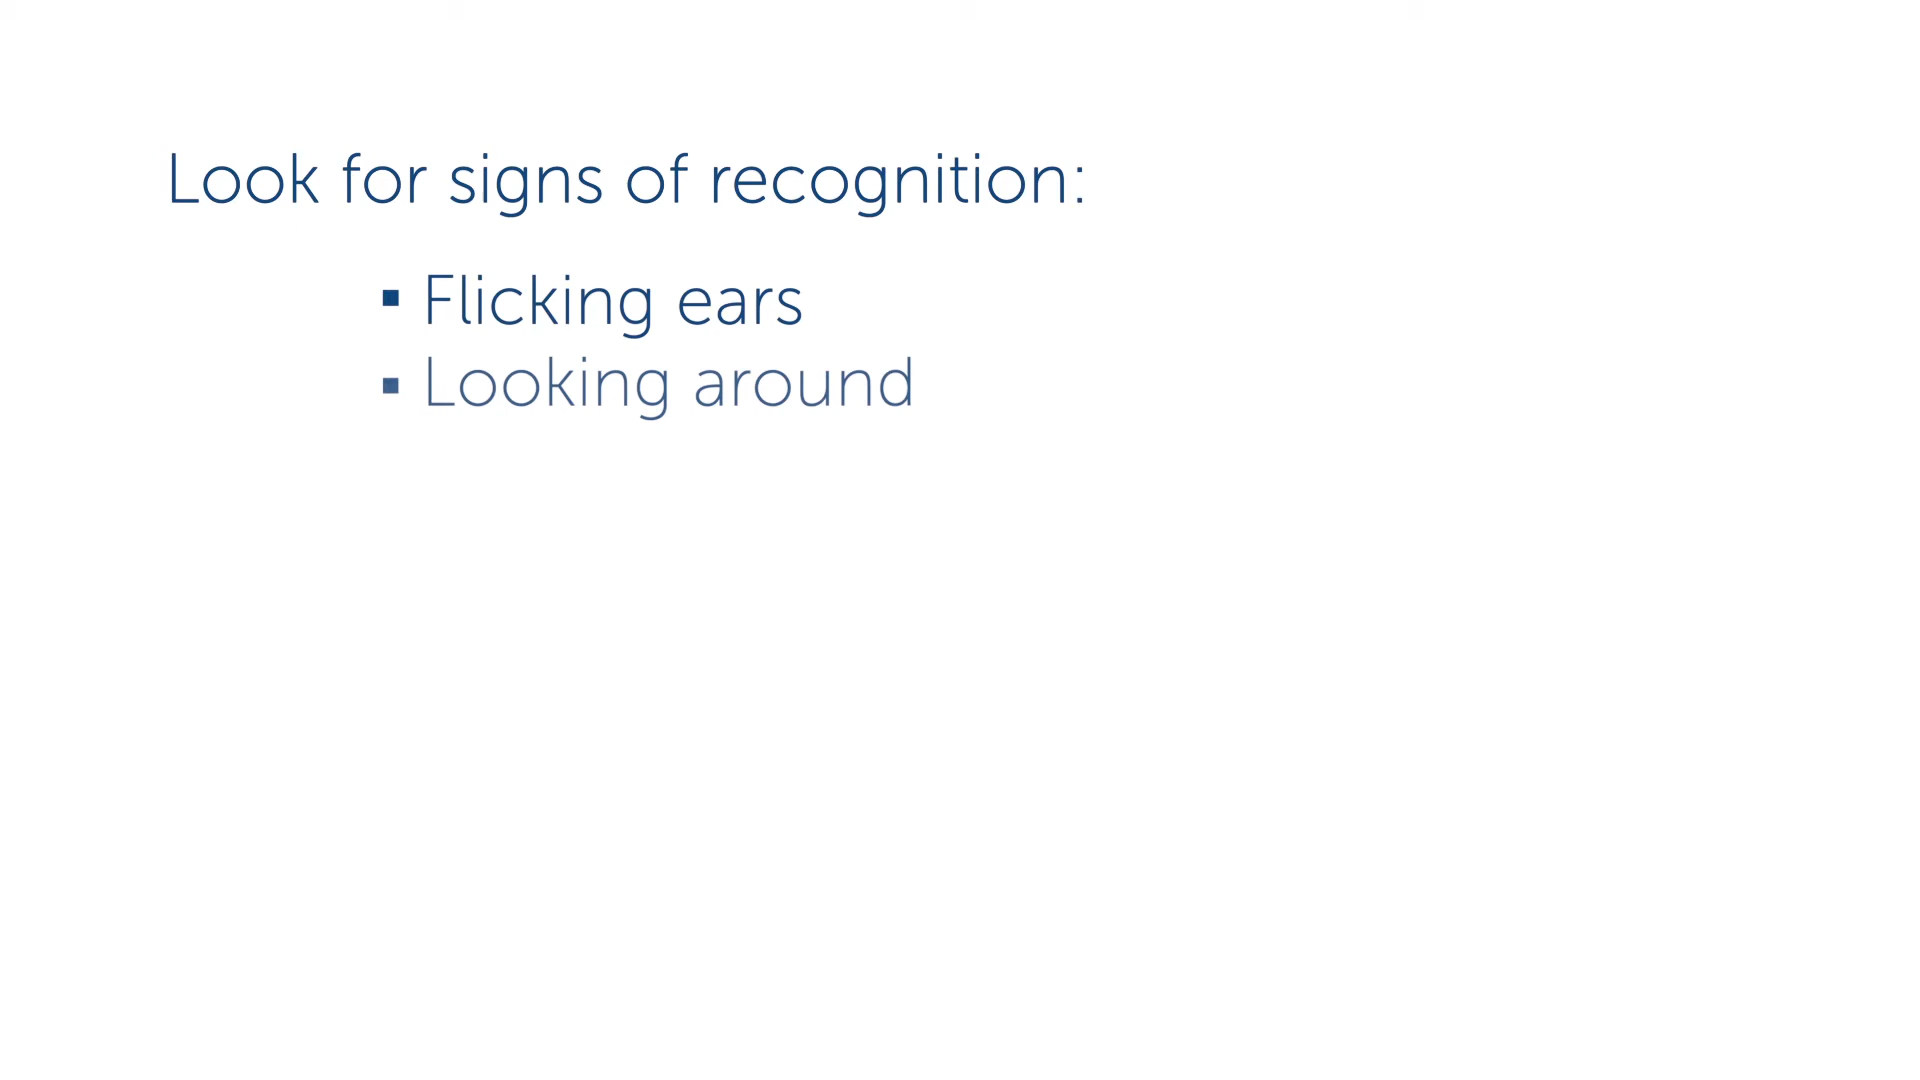 Look for signs of recognition:
▪ Flicking ears
▪ Looking around